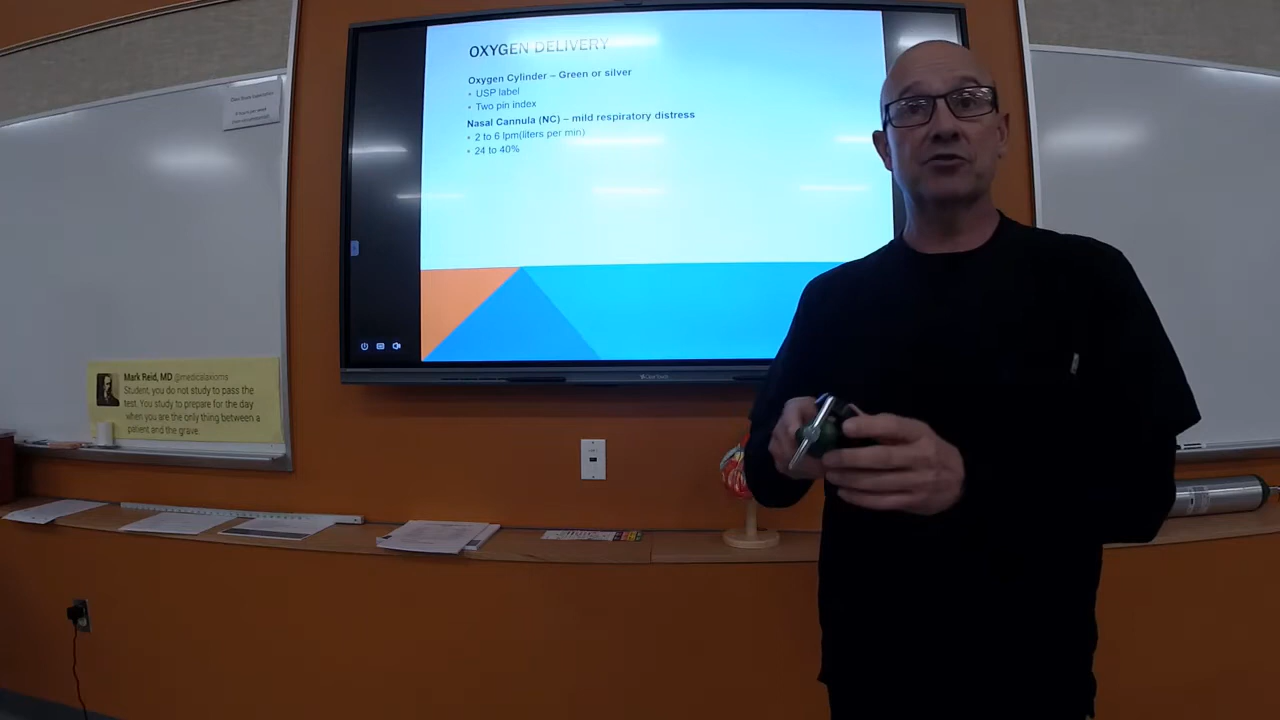 OXYGEN DELIVERY
Oxygen Cylinder – Green or silver
• USP label
• Two pin index
Nasal Cannula (NC) – mild respiratory distress
• 2 to 6 lpm(liters per min)
• 24 to 40%
Mark Reid, MD @medicalaxioms
Student, you do not study to pass the
test. You study to prepare for the day
when you are the only thing between a
patient and the grave.